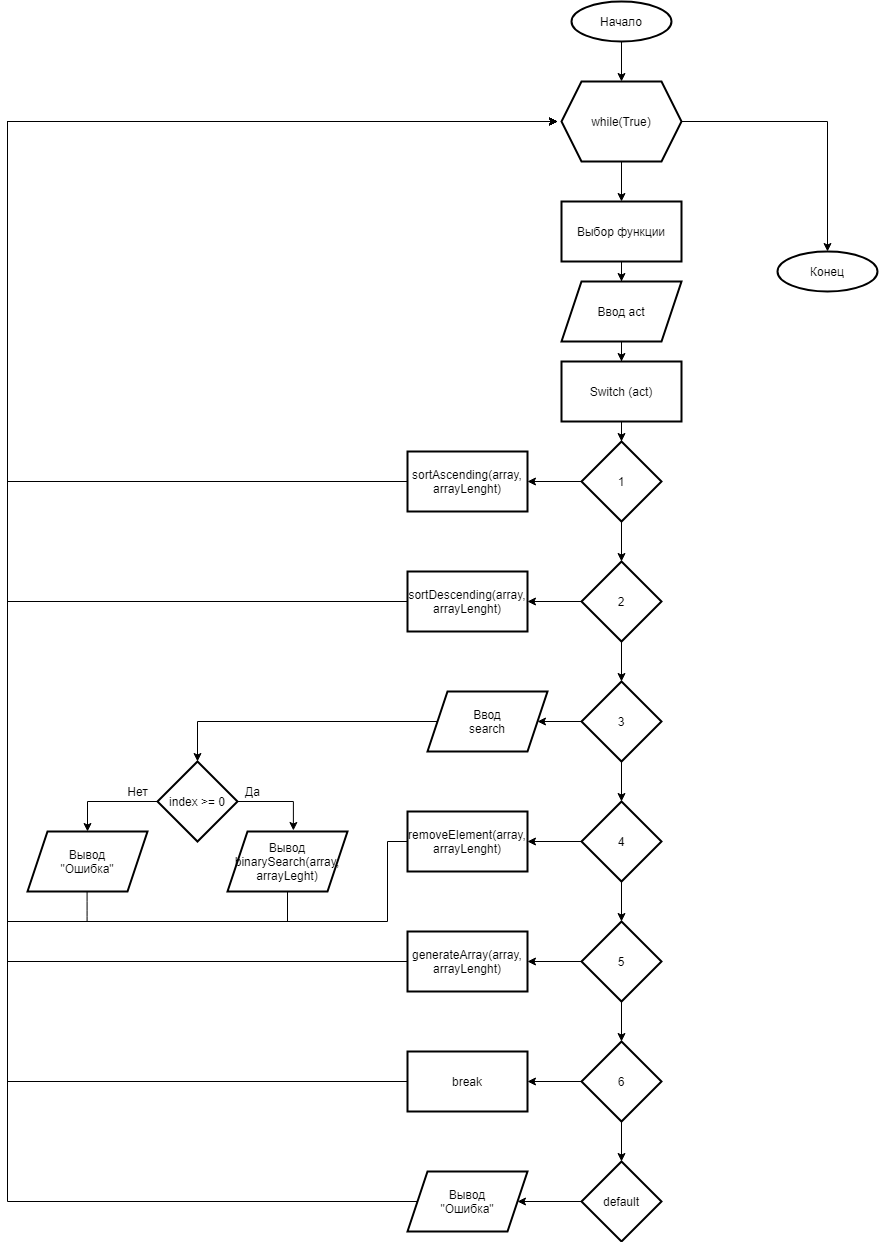 Начало
while(True)
Выбор функции
Конец
Ввод act
Switch (act)
sortAscending(array,
arrayLenght)
1
sortDescending(array,
arrayLenght)
2
Ввод
search
3
Нет
index >= 0
Да
Вывод
"Ошибка"
Вывод
binarySearch(array,
arrayLeght)
removeElement(array,
arrayLenght)
4
generateArray(array,
arrayLenght)
5
break
6
Вывод
"Ошибка"
default